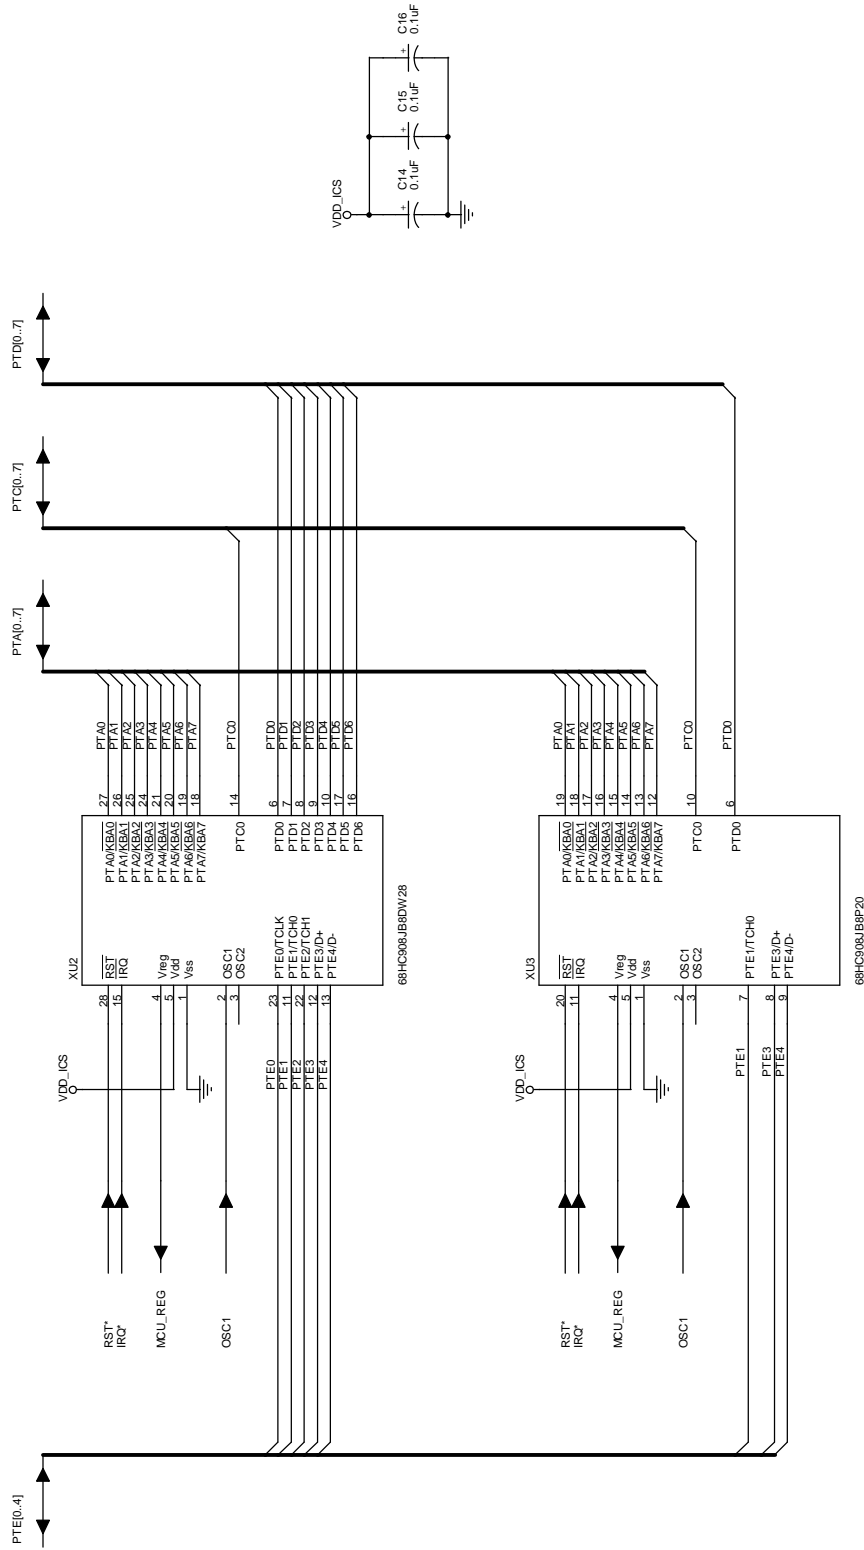 PTE[0..4]
PTA[0..7]
PTC[0..7]
PTD[0..7]
VDD_ICS
XU2
RST*
28
RST
PTA0/KBA0
27
PTA0
IRQ*
15
IRQ
PTA1/KBA1
26
PTA1
PTA2/KBA2
25
PTA2
PTA3/KBA3
24
PTA3
MCU_REG
4
Vreg
PTA4/KBA4
21
PTA4
5
Vdd
PTA5/KBA5
20
PTA5
1
Vss
PTA6/KBA6
19
PTA6
PTA7/KBA7
18
PTA7
OSC1
2
OSC1
3
OSC2
PTC0
14
PTC0
PTE0
23
PTE0/TCLK
PTD0
6
PTD0
PTE1
11
PTE1/TCH0
PTD1
7
PTD1
PTE2
22
PTE2/TCH1
PTD2
8
PTD2
PTE3
12
PTE3/D+
PTD3
9
PTD3
PTE4
13
PTE4/D-
PTD4
10
PTD4
PTD5
17
PTD5
PTD6
16
PTD6
68HC908JB8DW28
VDD_ICS
+
C14
0.1uF
+
C15
0.1uF
+
C16
0.1uF
VDD_ICS
XU3
RST*
20
RST
PTA0/KBA0
19
PTA0
IRQ*
11
IRQ
PTA1/KBA1
18
PTA1
PTA2/KBA2
17
PTA2
PTA3/KBA3
16
PTA3
MCU_REG
4
Vreg
PTA4/KBA4
15
PTA4
5
Vdd
PTA5/KBA5
14
PTA5
1
Vss
PTA6/KBA6
13
PTA6
PTA7/KBA7
12
PTA7
OSC1
2
OSC1
3
OSC2
PTC0
10
PTC0
PTE1
7
PTE1/TCH0
PTD0
6
PTD0
PTE3
8
PTE3/D+
PTE4
9
PTE4/D-
68HC908JB8P20